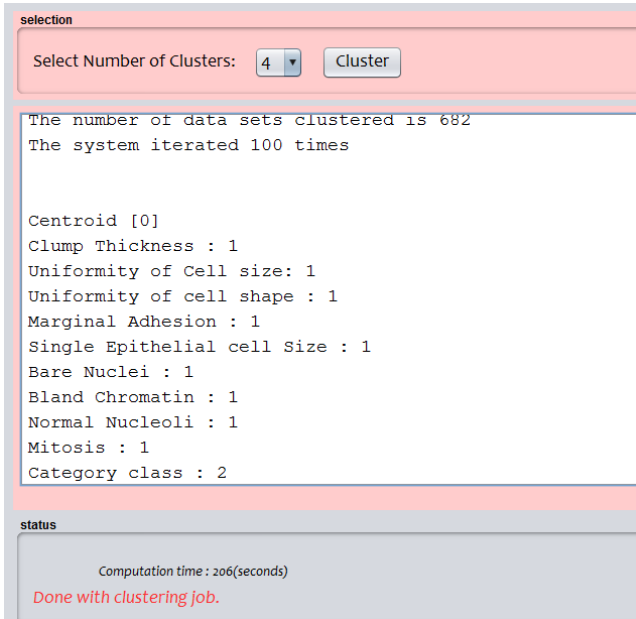 selection
Select Number of Clusters: 4 Cluster
The number of data sets clustered is 682
The system iterated 100 times
Centroid [0]
Clump Thickness : 1
Uniformity of Cell size: 1
Uniformity of cell shape : 1
Marginal Adhesion : 1
Single Epithelial cell Size : 1
Bare Nuclei : 1
Bland Chromatin : 1
Normal Nucleoli : 1
Mitosis : 1
Category class : 2
status
Computation time : 206(seconds)
Done with clustering job.